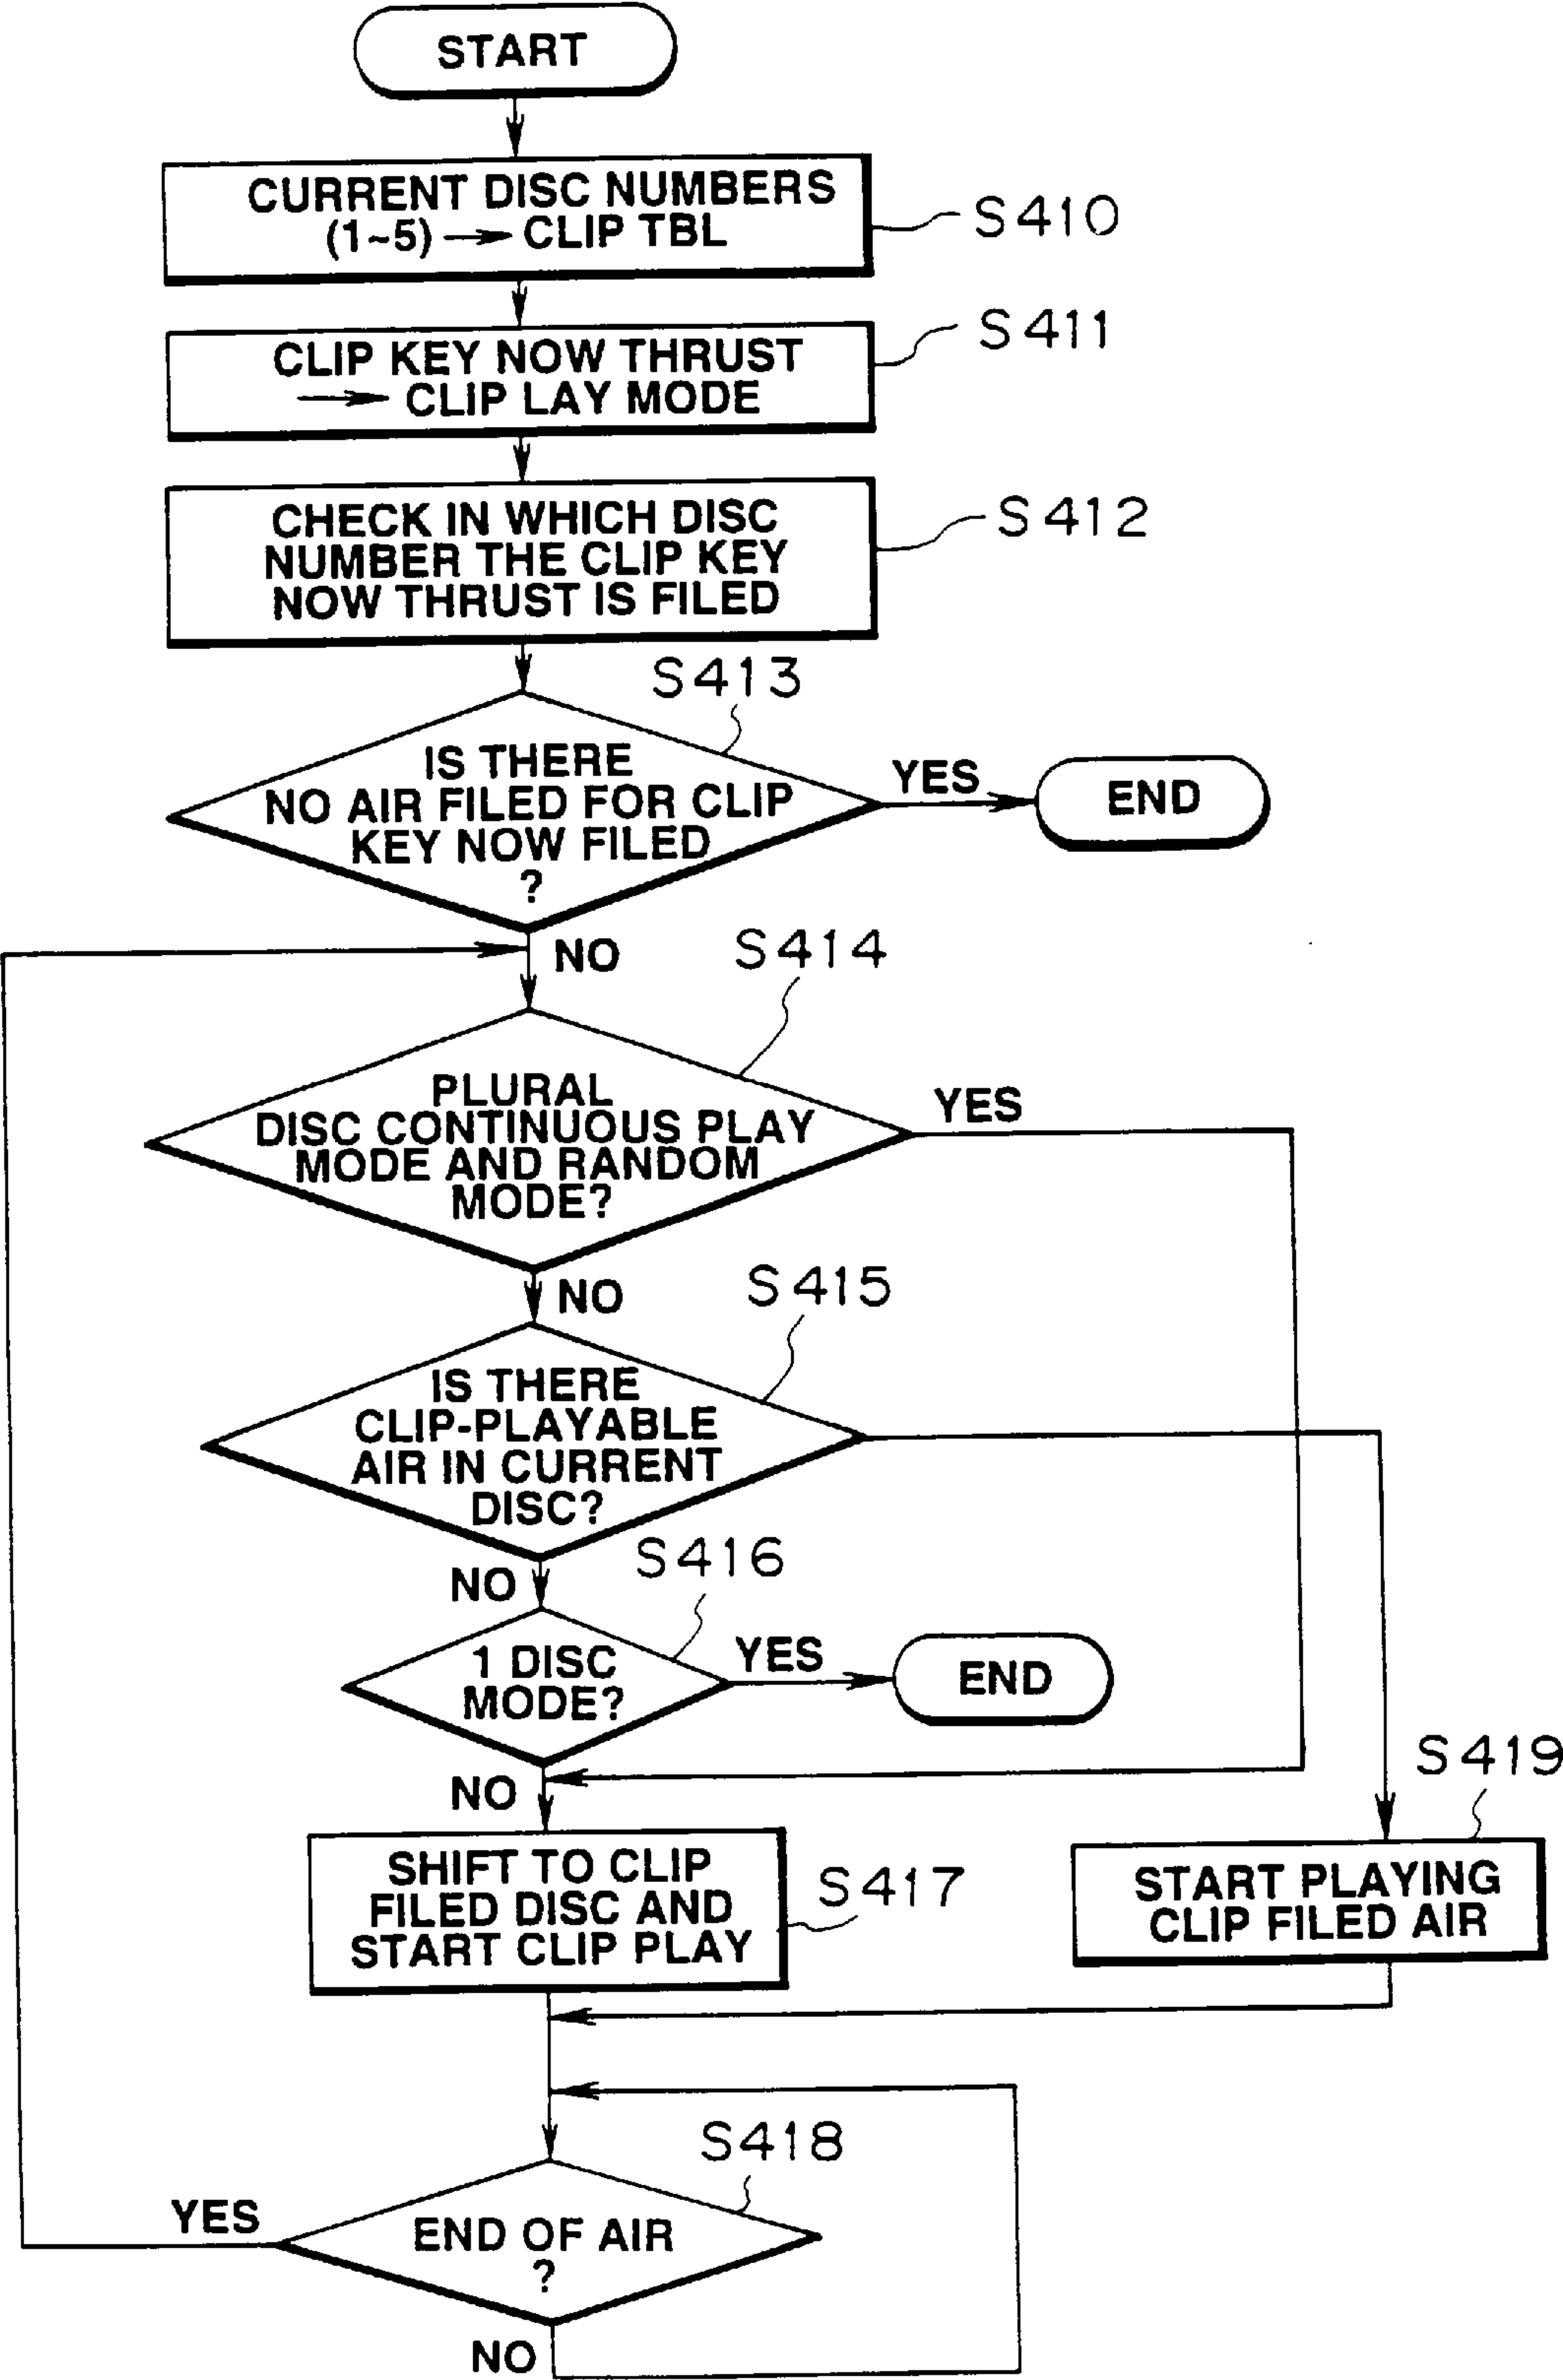 START
CURRENT DISC NUMBERS
(1~5) → CLIP TBL
S410
CLIP KEY NOW THRUST
→ CLIP LAY MODE
S411
CHECK IN WHICH DISC
NUMBER THE CLIP KEY
NOW THRUST IS FILED
S412
S413
IS THERE
NO AIR FILED FOR CLIP
KEY NOW FILED
?
YES
END
NO
S414
PLURAL
DISC CONTINUOUS PLAY
MODE AND RANDOM
MODE?
YES
NO
S415
IS THERE
CLIP-PLAYABLE
AIR IN CURRENT
DISC?
NO
S416
1 DISC
MODE?
YES
END
NO
S419
SHIFT TO CLIP
FILED DISC AND
START CLIP PLAY
S417
START PLAYING
CLIP FILED AIR
S418
YES
END OF AIR
?
NO